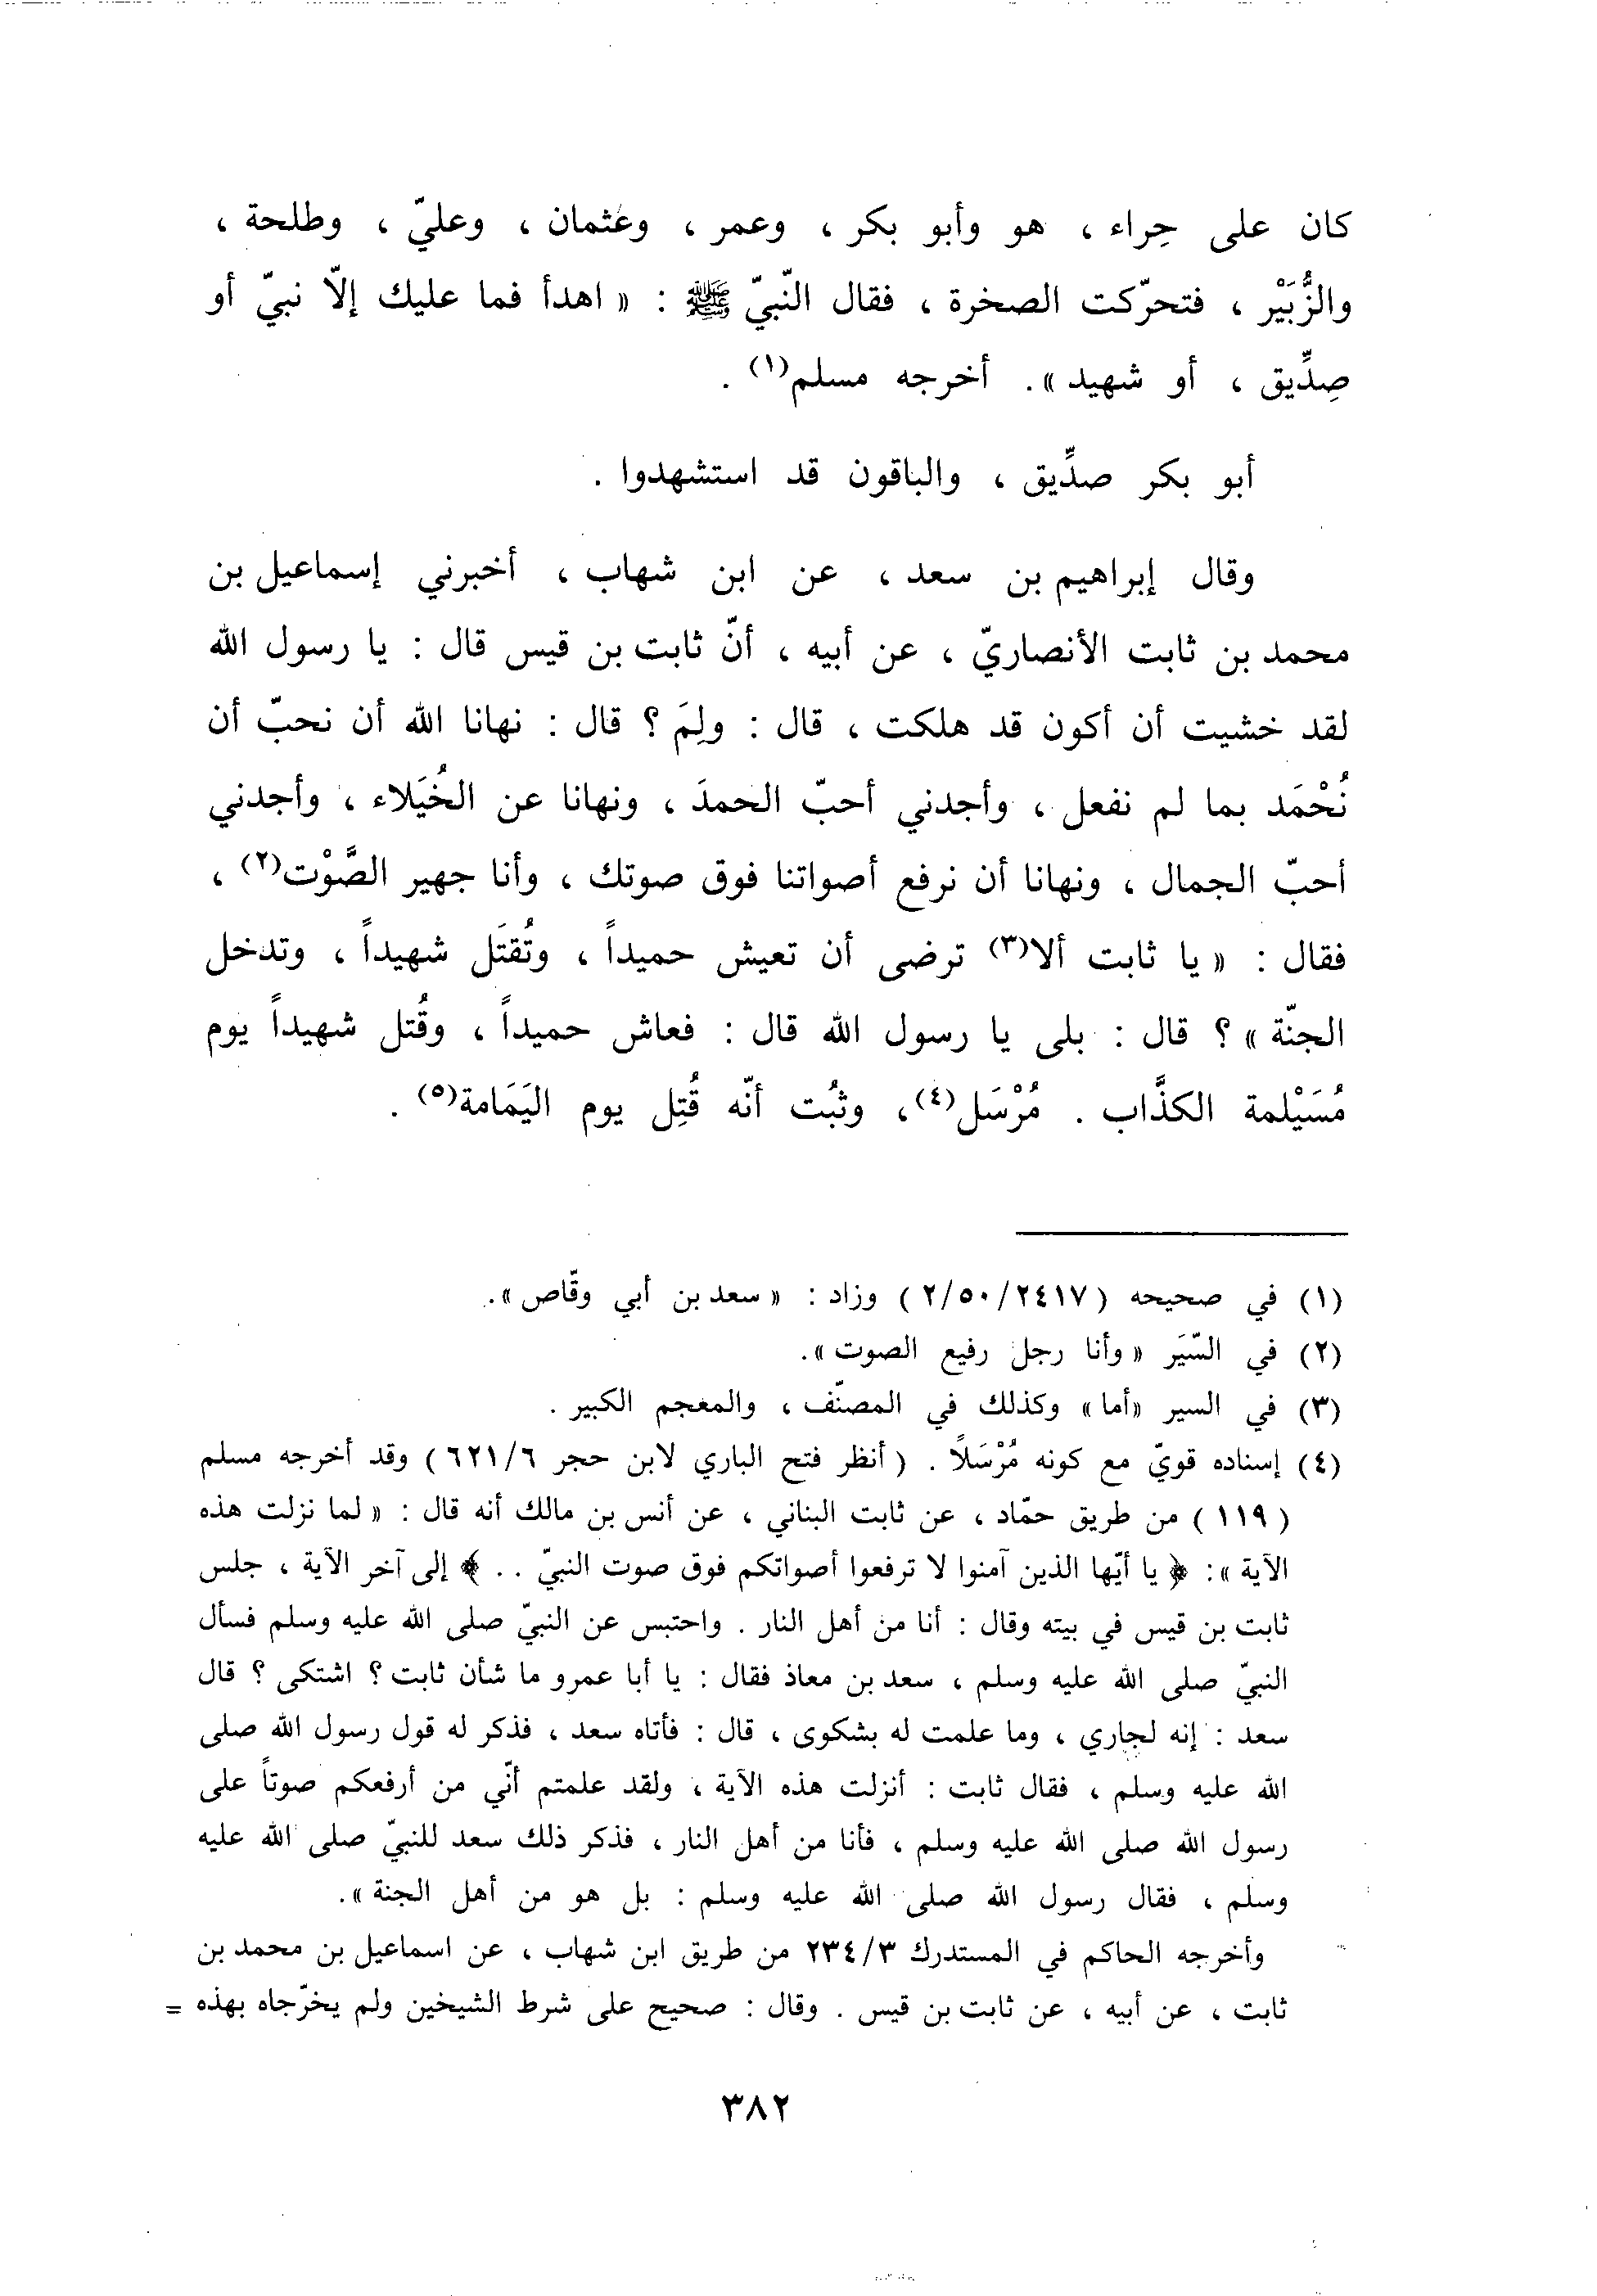 كان على حِراء ، هو وأبو بكر ، وعمر ، وعثمان ، وعليّ ، وطلحة ،
والزُّبَيْر ، فتحرّكت الصخرة ، فقال النّبيّ ﷺ : « اهدأ فما عليك إلّا نبيّ أو
صِدِّيق ، أو شهيد ». أخرجه مسلم(١) .
أبو بكر صدِّيق ، والباقون قد استشهدوا .
وقال إبراهيم بن سعد ، عن ابن شهاب ، أخبرني إسماعيل بن
محمد بن ثابت الأنصاريّ ، عن أبيه ، أنّ ثابت بن قيس قال : يا رسول الله
لقد خشيت أن أكون قد هلكت ، قال : ولِمَ ؟ قال : نهانا الله أن نحبّ أن
نُحْمَد بما لم نفعل ، وأجدني أحبّ الحمدَ ، ونهانا عن الخُيَلاء ، وأجدني
أحبّ الجمال ، ونهانا أن نرفع أصواتنا فوق صوتك ، وأنا جهير الصَّوْت(٢) ،
فقال : « يا ثابت ألا(٣) ترضى أن تعيش حميداً ، وتُقتَل شهيداً ، وتدخل
الجنّة » ؟ قال : بلى يا رسول الله قال : فعاش حميداً ، وقُتل شهيداً يوم
مُسَيْلمة الكذَّاب . مُرْسَل(٤) ، وثبُت أنّه قُتِل يوم اليَمَامة(٥) .
(١) في صحيحه (٢/٥٠/٢٤١٧ ) وزاد : « سعد بن أبي وقّاص ».
(٢) في السِّيَر « وأنا رجل رفيع الصوت ».
(٣) في السير «أما» وكذلك في المصنّف ، والمعجم الكبير .
(٤) إسناده قويّ مع كونه مُرْسَلًا . ( أنظر فتح الباري لابن حجر ٦٢١/٦ ) وقد أخرجه مسلم
( ١١٩ ) من طريق حمّاد ، عن ثابت البناني ، عن أنس بن مالك أنه قال : « لما نزلت هذه
الآية »: ﴿ يا أيّها الذين آمنوا لا ترفعوا أصواتكم فوق صوت النبيّ . . ﴾ إلى آخر الآية ، جلس
ثابت بن قيس في بيته وقال : أنا من أهل النار . واحتبس عن النبيّ صلى الله عليه وسلم فسأل
النبيّ صلى الله عليه وسلم ، سعد بن معاذ فقال : يا أبا عمرو ما شأن ثابت ؟ اشتكى ؟ قال
سعد : إنه لجاري ، وما علمت له بشكوى ، قال : فأتاه سعد ، فذكر له قول رسول الله صلى
الله عليه وسلم ، فقال ثابت : أنزلت هذه الآية ، ولقد علمتم أنّي من أرفعكم صوتاً على
رسول الله صلى الله عليه وسلم ، فأنا من أهل النار ، فذكر ذلك سعد للنبيّ صلى الله عليه
وسلم ، فقال رسول الله صلى الله عليه وسلم : بل هو من أهل الجنة ».
وأخرجه الحاكم في المستدرك ٢٣٤/٣ من طريق ابن شهاب ، عن اسماعيل بن محمد بن
ثابت ، عن أبيه ، عن ثابت بن قيس . وقال : صحيح على شرط الشيخين ولم يخرّجاه بهذه =
٣٨٢